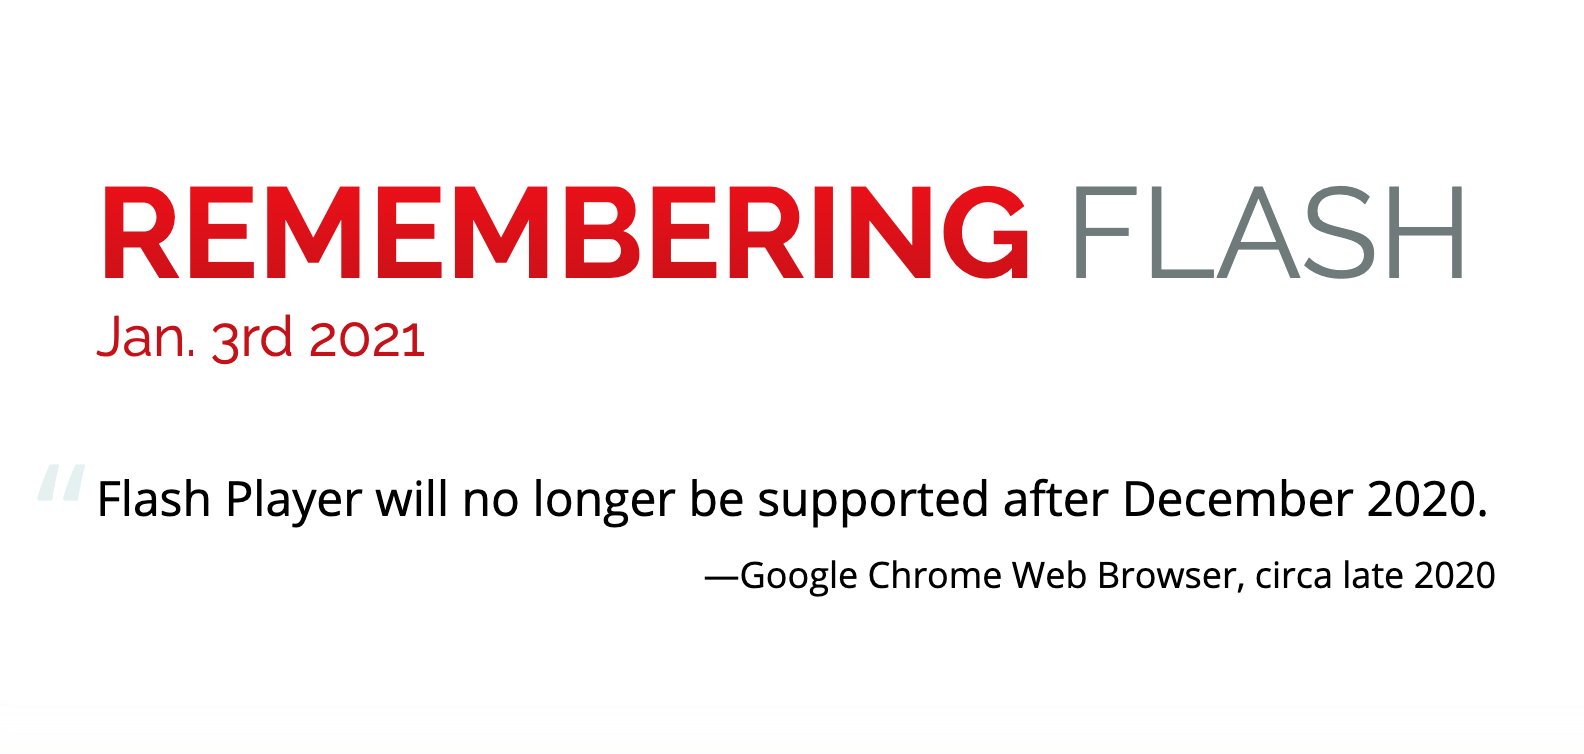 REMEMBERING FLASH
Jan. 3rd 2021
“Flash Player will no longer be supported after December 2020.
—Google Chrome Web Browser, circa late 2020